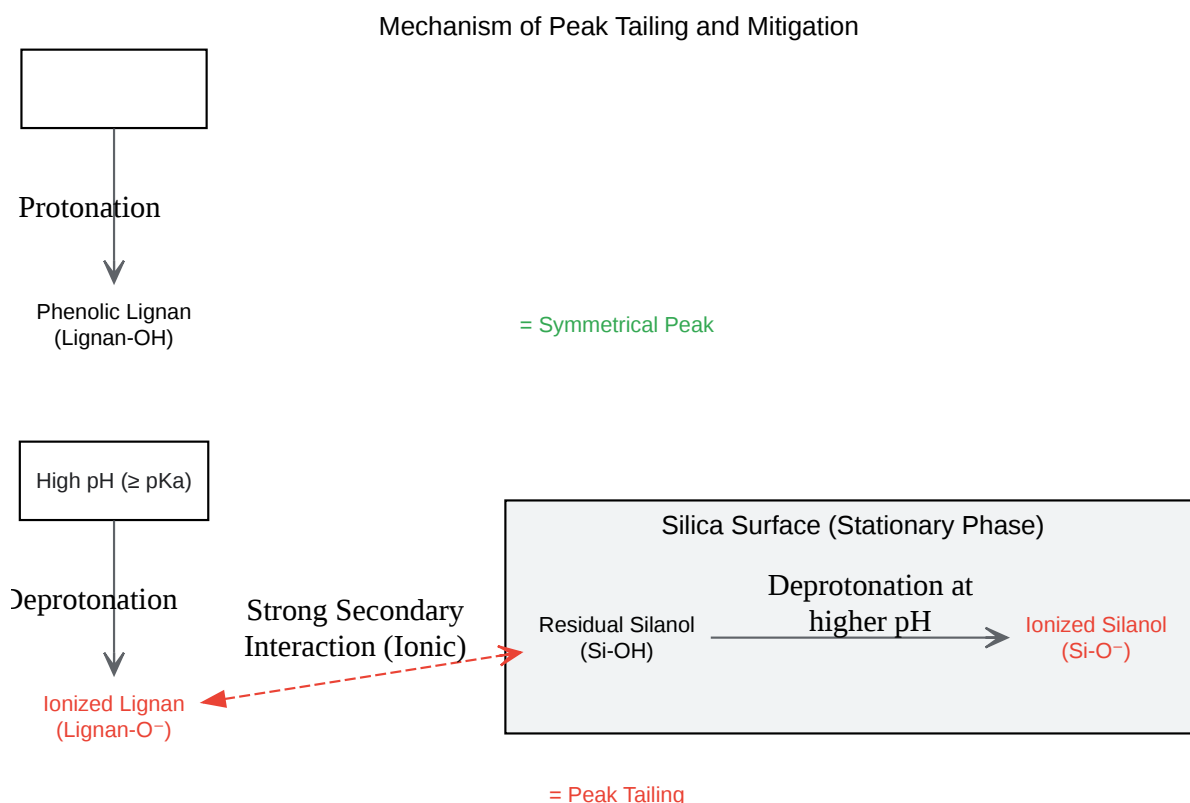 Mechanism of Peak Tailing and Mitigation
Protonation
Phenolic Lignan
(Lignan-OH)
= Symmetrical Peak
High pH (≥ pKa)
Deprotonation
Ionized Lignan
(Lignan-O⁻)
Strong Secondary
Interaction (Ionic)
Silica Surface (Stationary Phase)
Residual Silanol
(Si-OH)
Deprotonation at
higher pH
Ionized Silanol
(Si-O⁻)
= Peak Tailing